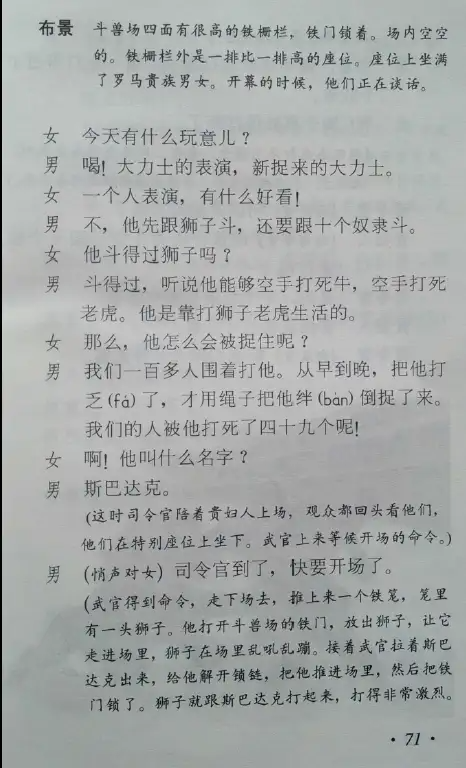 布景 斗兽场四面有很高的铁栅栏，铁门锁着。场内空空
的。铁栅栏外是一排比一排高的座位。座位上坐满
了罗马贵族男女。开幕的时候，他们正在谈话。
女 今天有什么玩意儿？
男 喝！大力士的表演，新捉来的大力士。
女 一个人表演，有什么好看！
男 不，他先跟狮子斗，还要跟十个奴隶斗。
女 他斗得过狮子吗？
男 斗得过，听说他能够空手打死牛，空手打死
老虎。他是靠打狮子老虎生活的。
女 那么，他怎么会被捉住呢？
男 我们一百多人围着打他。从早到晚，把他打
乏(fá)了，才用绳子把他绊(bàn)倒捉了来。
我们的人被他打死了四十九个呢！
女 啊！他叫什么名字？
男 斯巴达克。
(这时司令官陪着贵妇人上场，观众都回头看他们，
他们在特别座位上坐下。武官上来等候开场的命令。)
男 (悄声对女) 司令官到了，快要开场了。
(武官得到命令，走下场去，推上来一个铁笼，笼里
有一头狮子。他打开斗兽场的铁门，放出狮子，让它
走进场里，狮子在场里乱吼乱蹦。接着武官拉着斯巴
达克出来，给他解开锁链，把他推进场里，然后把铁
门锁了。狮子就跟斯巴达克打起来，打得非常激烈。
·71·